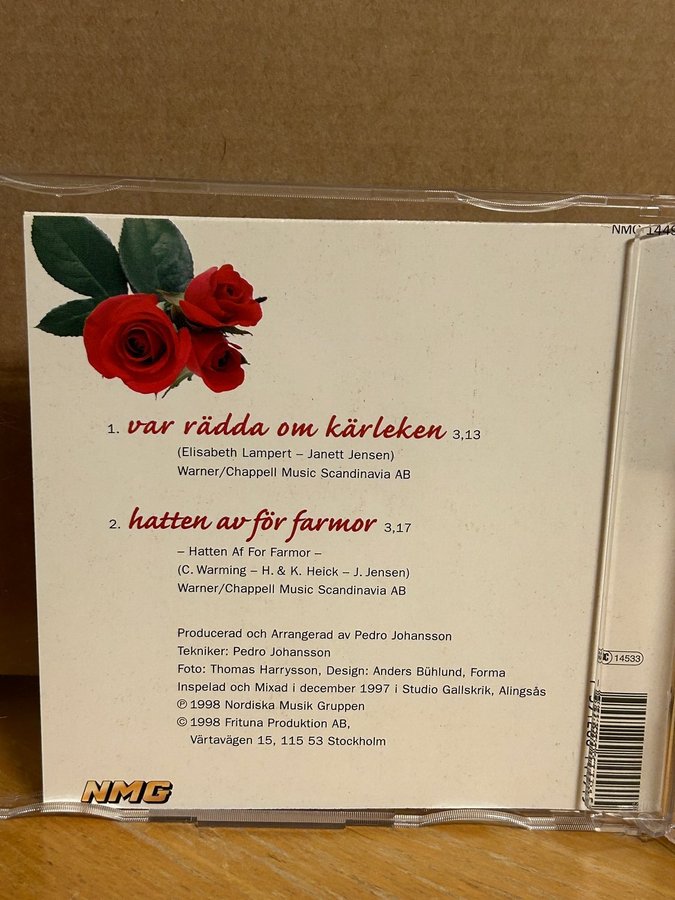 NMG 1449
1. var rädda om kärleken 3,13
(Elisabeth Lampert – Janett Jensen)
Warner/Chappell Music Scandinavia AB
2. hatten av för farmor 3,17
– Hatten Af For Farmor –
(C. Warming – H. & K. Heick – J. Jensen)
Warner/Chappell Music Scandinavia AB
Producerad och Arrangerad av Pedro Johansson
Tekniker: Pedro Johansson
Foto: Thomas Harrysson, Design: Anders Bühlund, Forma
Inspelad och Mixad i december 1997 i Studio Gallskrik, Alingsås
℗ 1998 Nordiska Musik Gruppen
© 1998 Frituna Produktion AB,
Värtavägen 15, 115 53 Stockholm
14533
NMG